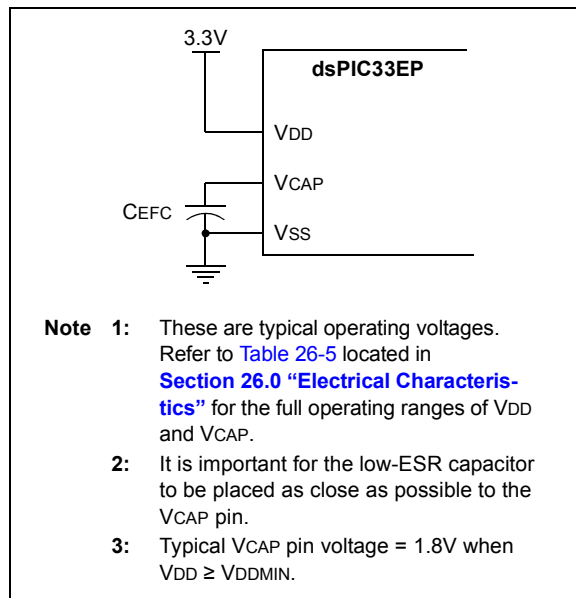 3.3V
dsPIC33EP
VDD
VCAP
CEFC
VSS
Note 1: These are typical operating voltages.
Refer to Table 26-5 located in
Section 26.0 “Electrical Characteris-
tics” for the full operating ranges of VDD
and VCAP.
2: It is important for the low-ESR capacitor
to be placed as close as possible to the
VCAP pin.
3: Typical VCAP pin voltage = 1.8V when
VDD ≥ VDDMIN.